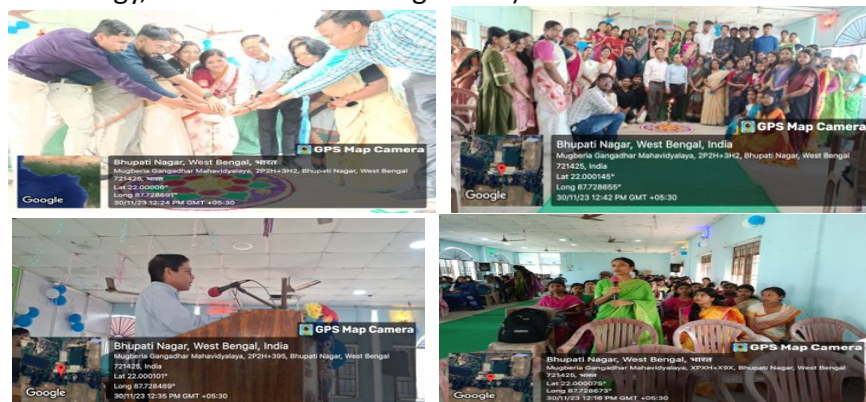 GPS Map Camera
Bhupati Nagar, West Bengal, भारत
Mugberia Gangadhar Mahavidyalaya, 2P2H+3H2, Bhupati Nagar, West Bengal
721425, भारत
Lat 22.00006°
Long 87.728691°
30/11/23 12:24 PM GMT +05:30
Google
GPS Map Camera
Bhupati Nagar, West Bengal, India
Mugberia Gangadhar Mahavidyalaya, 2P2H+3H2, Bhupati Nagar, West Bengal
721425, India
Lat 22.000145°
Long 87.728655°
30/11/23 12:42 PM GMT +05:30
Google
GPS Map Camera
Bhupati Nagar, West Bengal, India
Mugberia Gangadhar Mahavidyalaya, 2P2H+395, Bhupati Nagar, West Bengal
721425, India
Lat 22.000101°
Long 87.728489°
30/11/23 12:35 PM GMT +05:30
Google
GPS Map Camera
Bhupati Nagar, West Bengal, भारत
Mugberia Gangadhar Mahavidyalaya, XPXH+X9X, Bhupati Nagar, West Bengal
721425, भारत
Lat 22.000075°
Long 87.728673°
30/11/23 12:16 PM GMT +05:30
Google